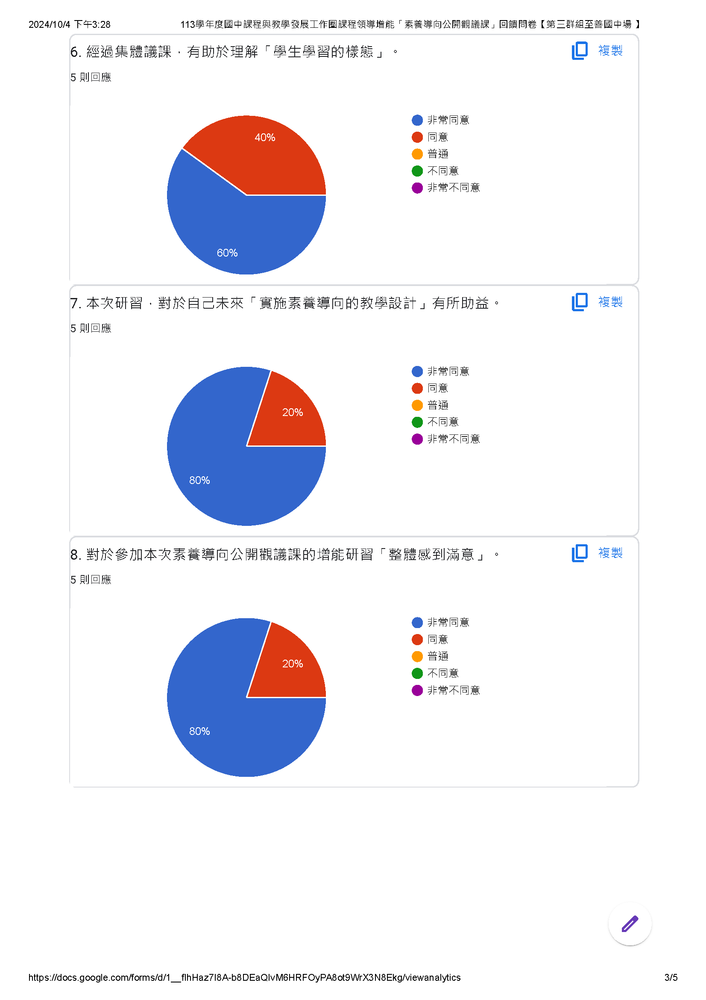 2024/10/4 下午3:28
113學年度國中課程與教學發展工作圈課程領導增能「素養導向公開觀議課」回饋問卷【第三群組至善國中場 】
6. 經過集體議課，有助於理解「學生學習的樣態」。
複製
5 則回應
非常同意
同意
普通
不同意
非常不同意
40%
60%
7. 本次研習，對於自己未來「實施素養導向的教學設計」有所助益。
複製
5 則回應
非常同意
同意
普通
不同意
非常不同意
20%
80%
8. 對於參加本次素養導向公開觀議課的增能研習「整體感到滿意」。
複製
5 則回應
非常同意
同意
普通
不同意
非常不同意
20%
80%
https://docs.google.com/forms/d/1__flhHaz7I8A-b8DEaQlvM6HRFOyPA8ot9WrX3N8Ekg/viewanalytics
3/5